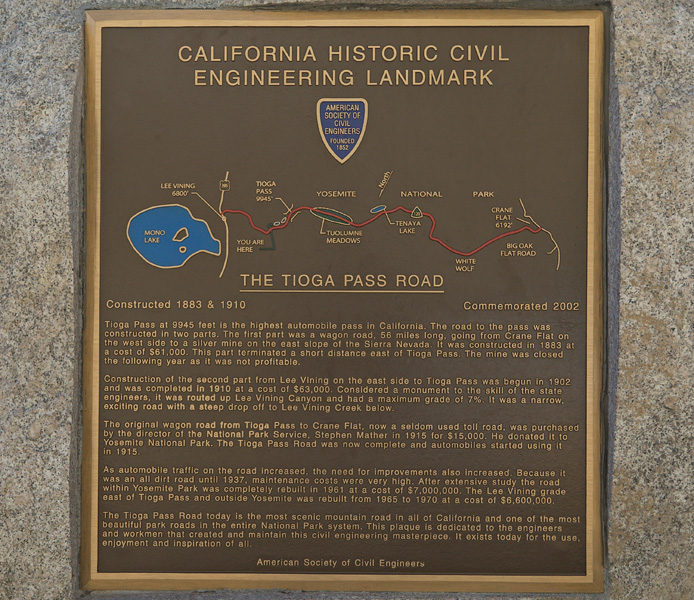 CALIFORNIA HISTORIC CIVIL
ENGINEERING LANDMARK
AMERICAN
SOCIETY OF
CIVIL
ENGINEERS
FOUNDED
1852
LEE VINING
6800'
395
TIOGA
PASS
9945'
YOSEMITE
North
NATIONAL
PARK
CRANE
FLAT
6192'
MONO
LAKE
YOU ARE
HERE
TUOLUMNE
MEADOWS
TENAYA
LAKE
120
WHITE
WOLF
BIG OAK
FLAT ROAD
THE TIOGA PASS ROAD
Constructed 1883 & 1910
Commemorated 2002
Tioga Pass at 9945 feet is the highest automobile pass in California. The road to the pass was
constructed in two parts. The first part was a wagon road, 56 miles long, going from Crane Flat on
the west side to a silver mine on the east slope of the Sierra Nevada. It was constructed in 1883 at
a cost of $61,000. This part terminated a short distance east of Tioga Pass. The mine was closed
the following year as it was not profitable.
Construction of the second part from Lee Vining on the east side to Tioga Pass was begun in 1902
and was completed in 1910 at a cost of $63,000. Considered a monument to the skill of the state
engineers, it was routed up Lee Vining Canyon and had a maximum grade of 7%. It was a narrow,
exciting road with a steep drop off to Lee Vining Creek below.
The original wagon road from Tioga Pass to Crane Flat, now a seldom used toll road, was purchased
by the director of the National Park Service, Stephen Mather in 1915 for $15,000. He donated it to
Yosemite National Park. The Tioga Pass Road was now complete and automobiles started using it
in 1915.
As automobile traffic on the road increased, the need for improvements also increased. Because it
was an all dirt road until 1937, maintenance costs were very high. After extensive study the road
within Yosemite Park was completely rebuilt in 1961 at a cost of $7,000,000. The Lee Vining grade
east of Tioga Pass and outside Yosemite was rebuilt from 1965 to 1970 at a cost of $6,600,000.
The Tioga Pass Road today is the most scenic mountain road in all of California and one of the most
beautiful park roads in the entire National Park system. This plaque is dedicated to the engineers
and workmen that created and maintain this civil engineering masterpiece. It exists today for the use,
enjoyment and inspiration of all.
American Society of Civil Engineers